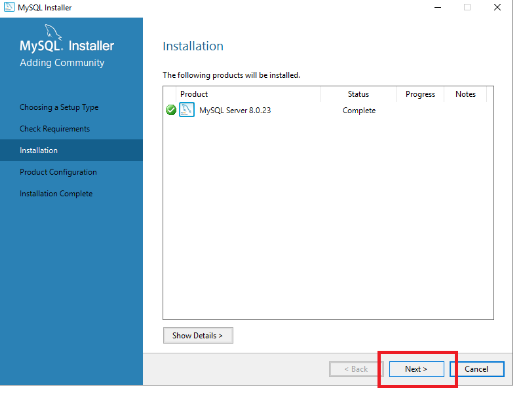 MySQL Installer
MySQL. Installer
Adding Community
Choosing a Setup Type
Check Requirements
Installation
Product Configuration
Installation Complete
Installation
The following products will be installed.
Product Status Progress Notes
MySQL Server 8.0.23 Complete
Show Details >
< Back Next > Cancel